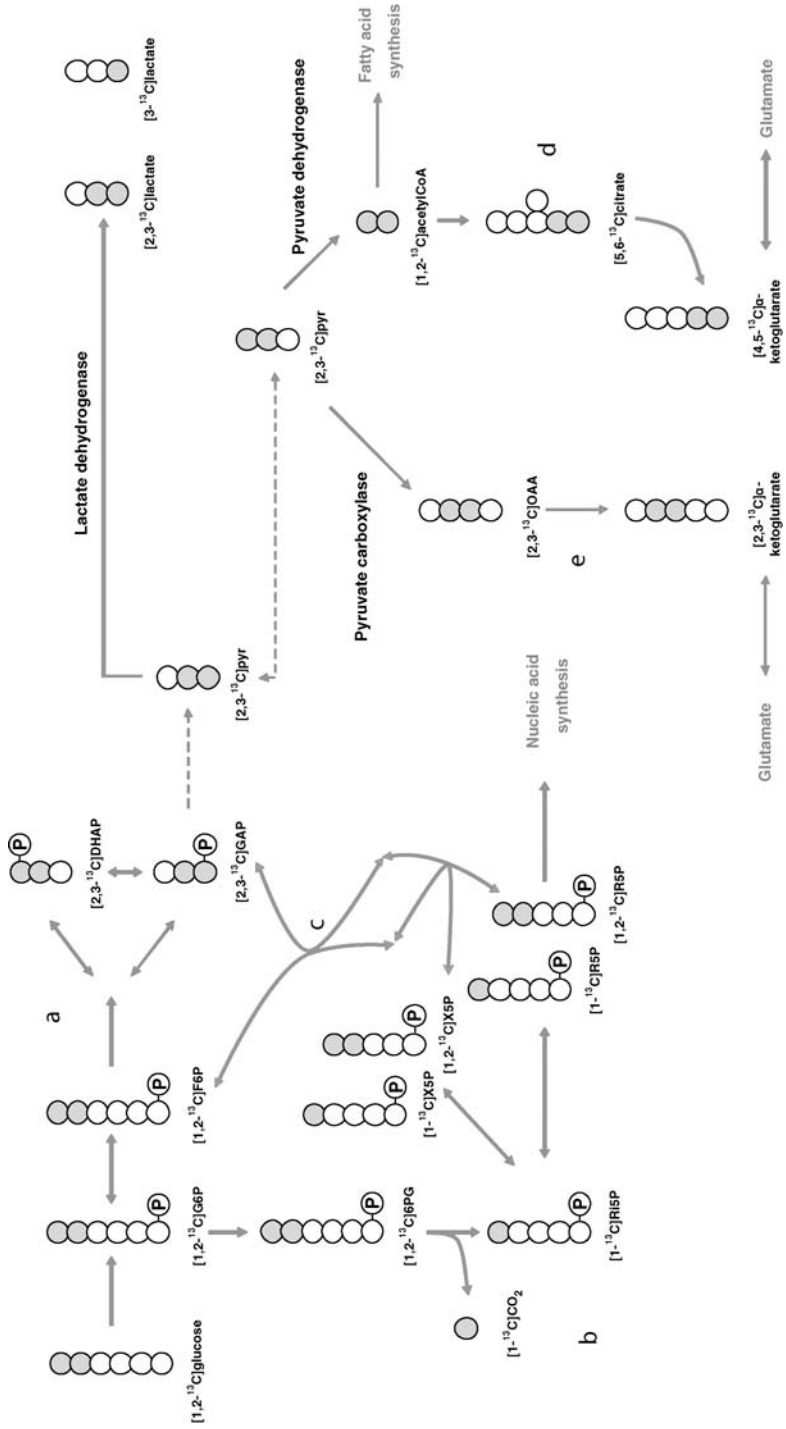 P
[2,3-¹³C]DHAP
[3-¹³C]lactate
[2,3-¹³C]lactate
Lactate dehydrogenase
a
P
[1,2-¹³C]glucose
P
[1,2-¹³C]G6P
P
[1,2-¹³C]F6P
[2,3-¹³C]GAP
[2,3-¹³C]pyr
Pyruvate dehydrogenase
[2,3-¹³C]pyr
Fatty acid
synthesis
c
P
[1,2-¹³C]6PG
P
[1-¹³C]X5P
P
[1,2-¹³C]X5P
Pyruvate carboxylase
[1,2-¹³C]acetylCoA
d
[1-¹³C]CO₂
b
P
[1-¹³C]Ri5P
P
[1-¹³C]R5P
P
[1,2-¹³C]R5P
Nucleic acid
synthesis
[2,3-¹³C]OAA
e
[5,6-¹³C]citrate
Glutamate
[2,3-¹³C]α-
ketoglutarate
[4,5-¹³C]α-
ketoglutarate
Glutamate